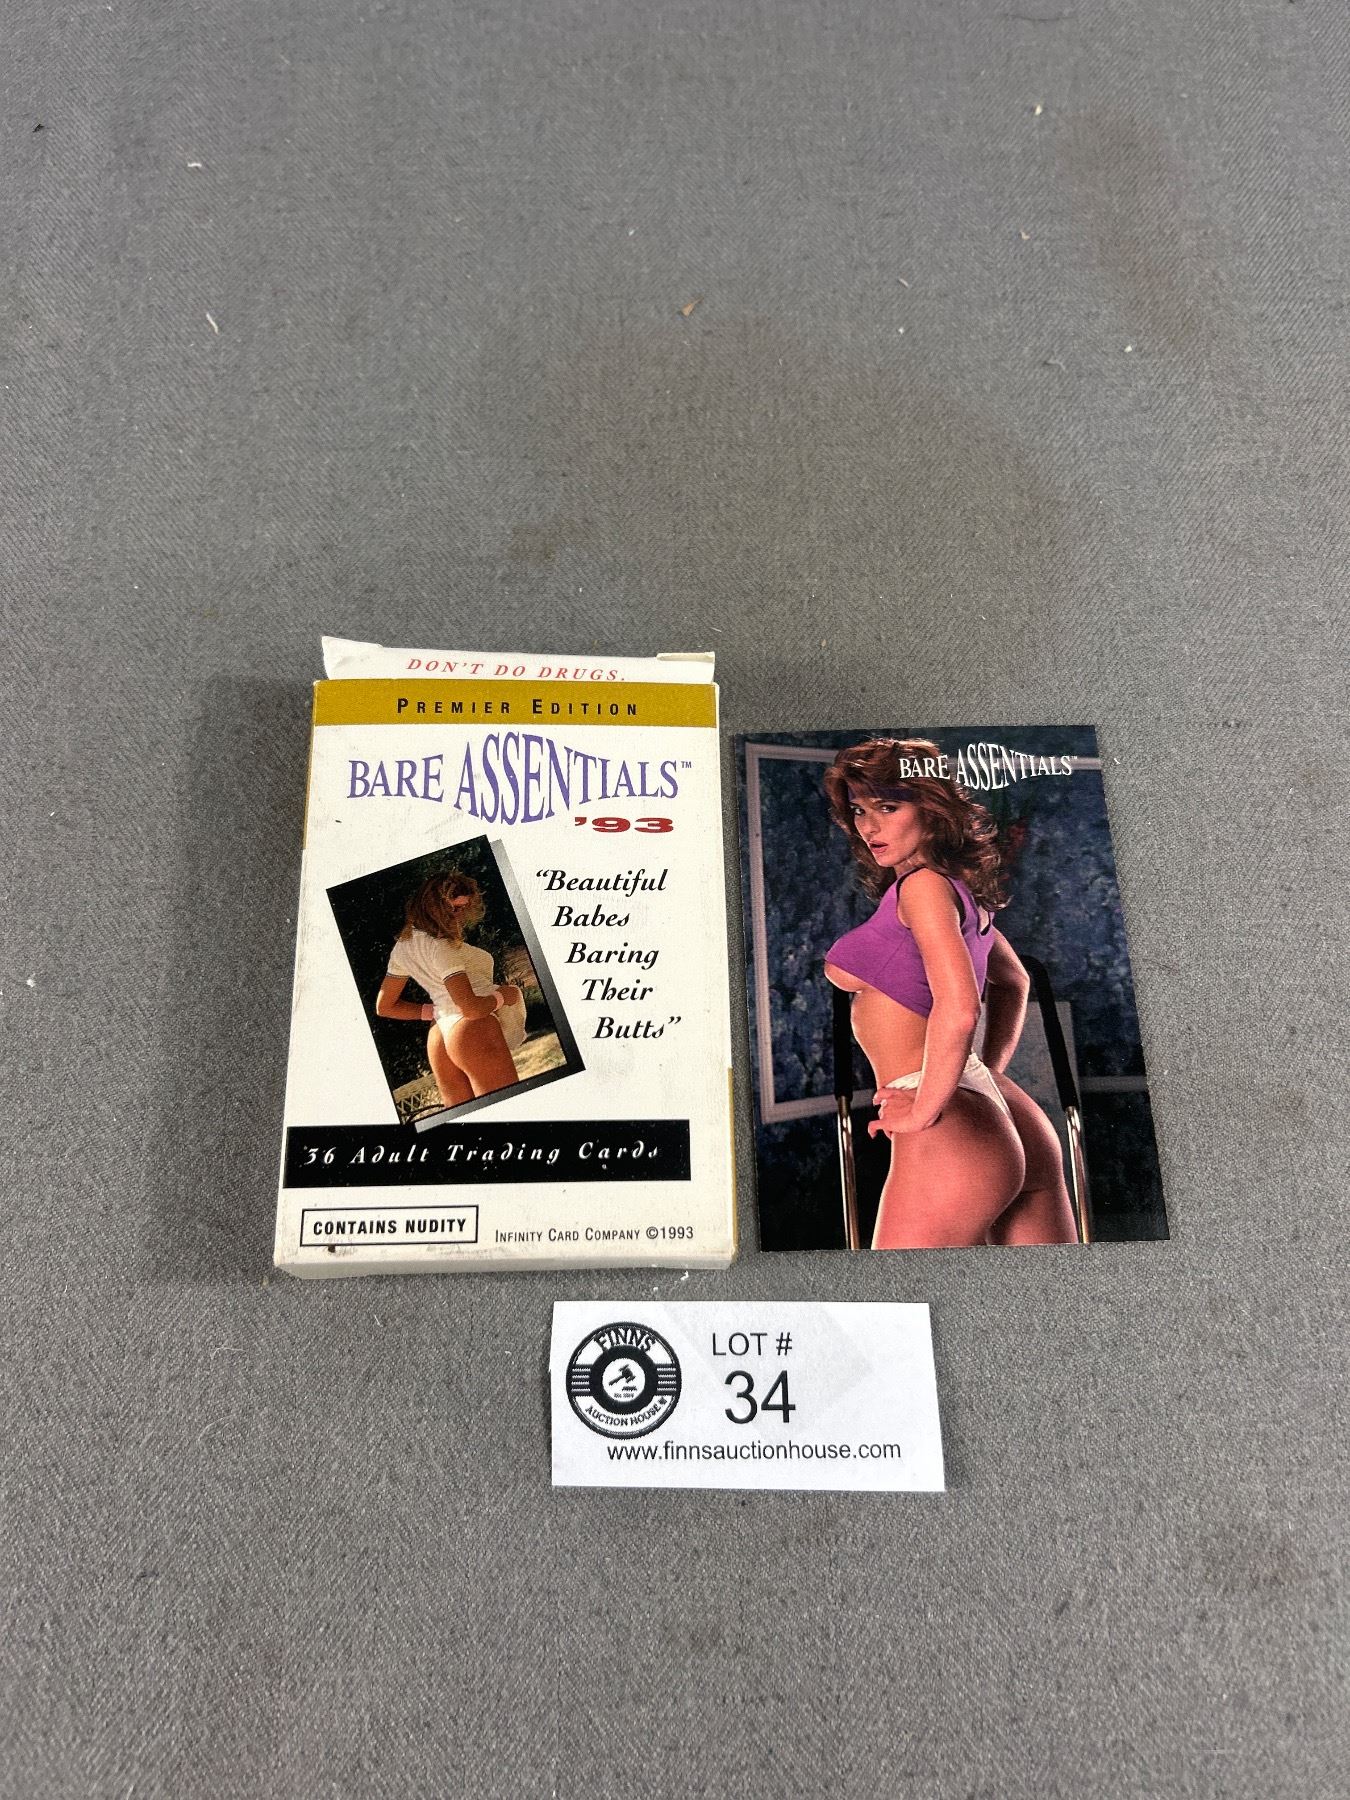 DON'T DO DRUGS.
PREMIER EDITION
BARE ASSENTIALS™
'93
"Beautiful
Babes
Baring
Their
Butts"
36 Adult Trading Cards
CONTAINS NUDITY
INFINITY CARD COMPANY ©1993
BARE ASSENTIALS™
FINNS
AUCTION HOUSE
LOT #
34
www.finnsauctionhouse.com